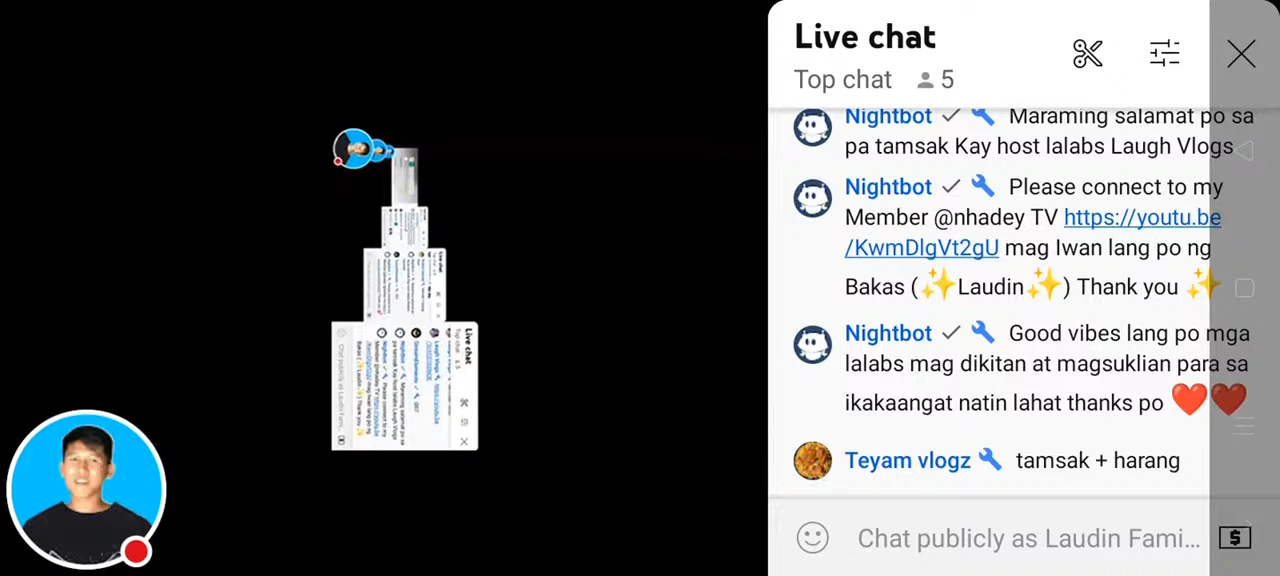 Live chat
Top chat 5
Nightbot Maraming salamat po sa
pa tamsak Kay host lalabs Laugh Vlogs
Nightbot Please connect to my
Member @nhadey TV https://youtu.be
/KwmDlgVt2gU mag Iwan lang po ng
Bakas (✨Laudin✨) Thank you ✨
Nightbot Good vibes lang po mga
lalabs mag dikitan at magsuklian para sa
ikakaangat natin lahat thanks po ❤️❤️
Teyam vlogz tamsak + harang
Chat publicly as Laudin Fami...
Live chat